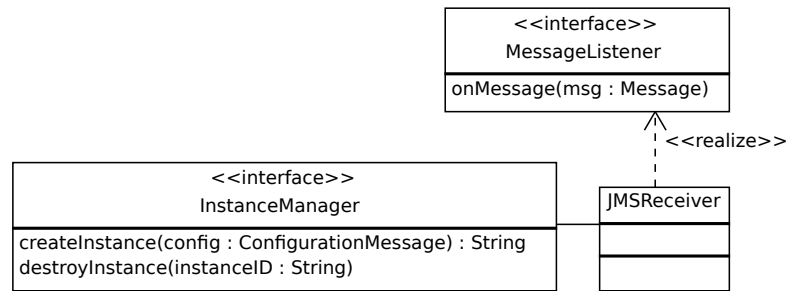 <<interface>>
MessageListener
onMessage(msg : Message)
<<realize>>
<<interface>>
InstanceManager
createInstance(config : ConfigurationMessage) : String
destroyInstance(instanceID : String)
JMSReceiver